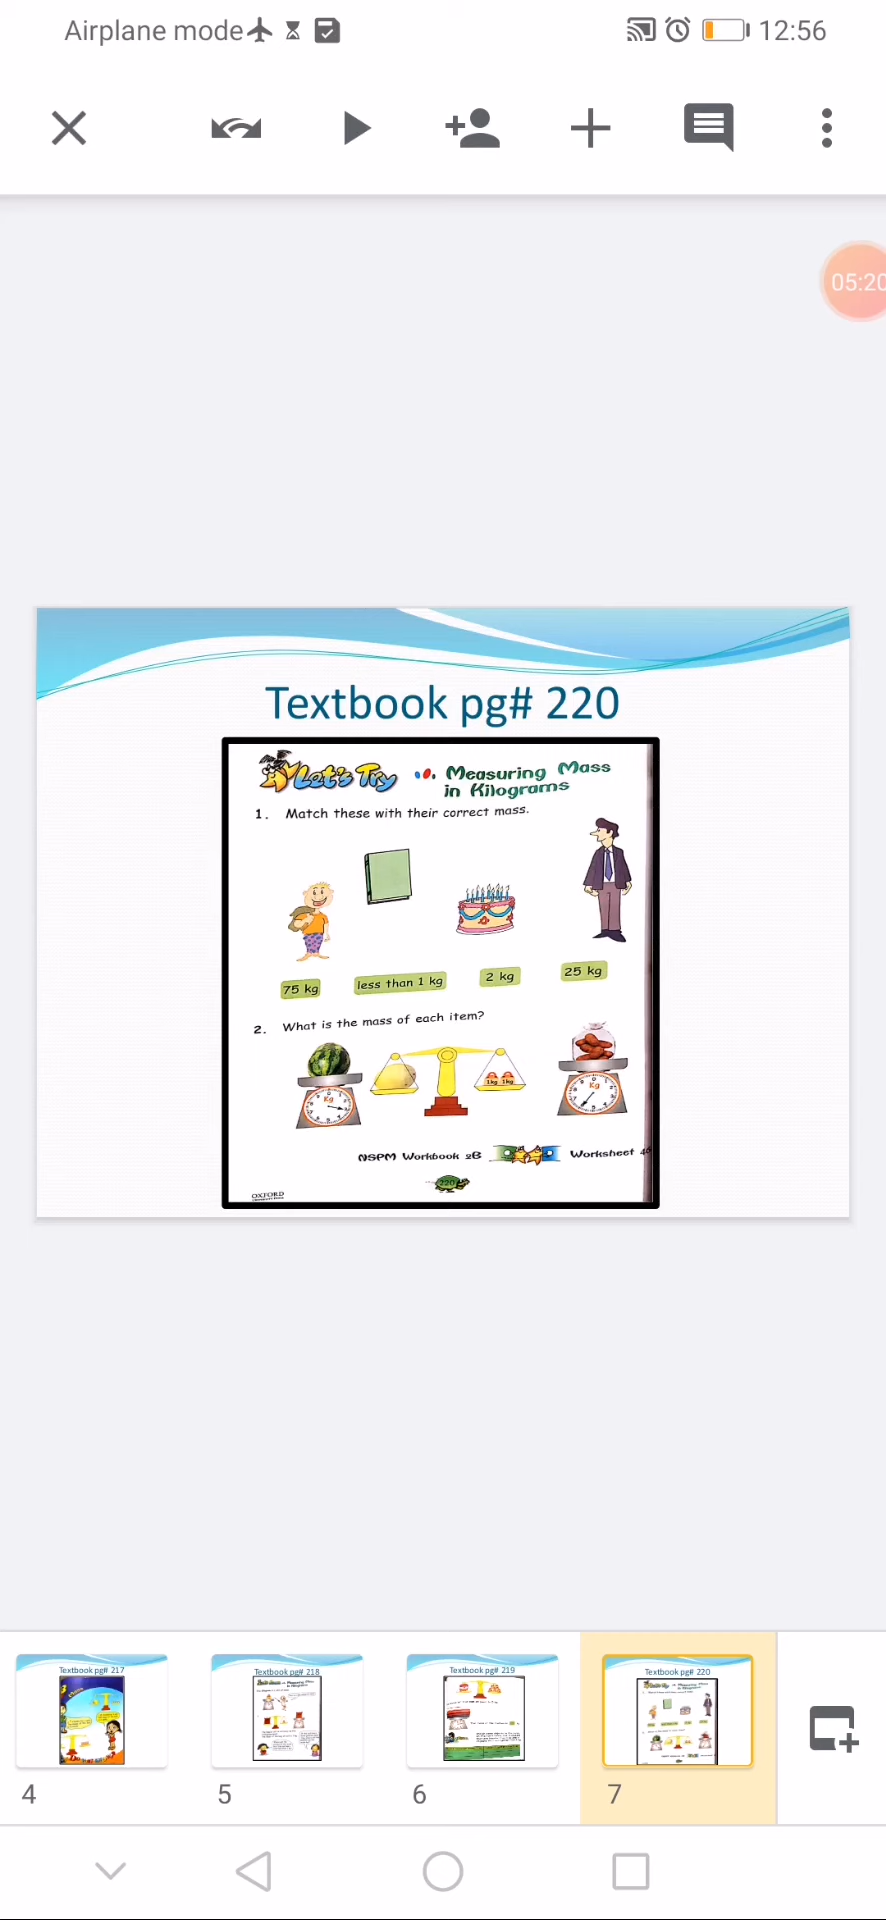 Airplane mode 12:56
05:20
Textbook pg# 220
Let's Try Measuring Mass
in Kilograms
1. Match these with their correct mass.
75 kg less than 1 kg 2 kg 25 kg
2. What is the mass of each item?
Kg 1kg 1kg Kg
NSPM Workbook 2B Worksheet
220
OXFORD
Textbook pg# 217 Textbook pg# 218 Textbook pg# 219 Textbook pg# 220
4 5 6 7